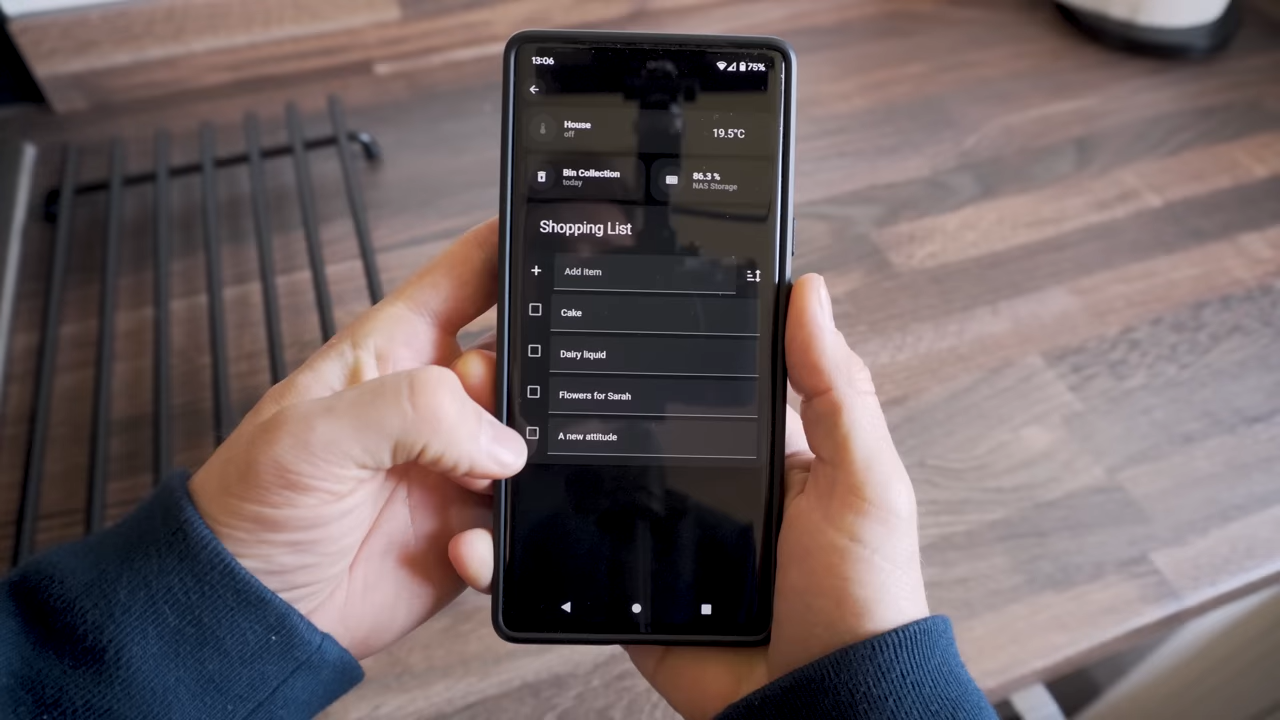 13:06
75%
House
off
19.5°C
Bin Collection
today
86.3 %
NAS Storage
Shopping List
Add item
Cake
Dairy liquid
Flowers for Sarah
A new attitude